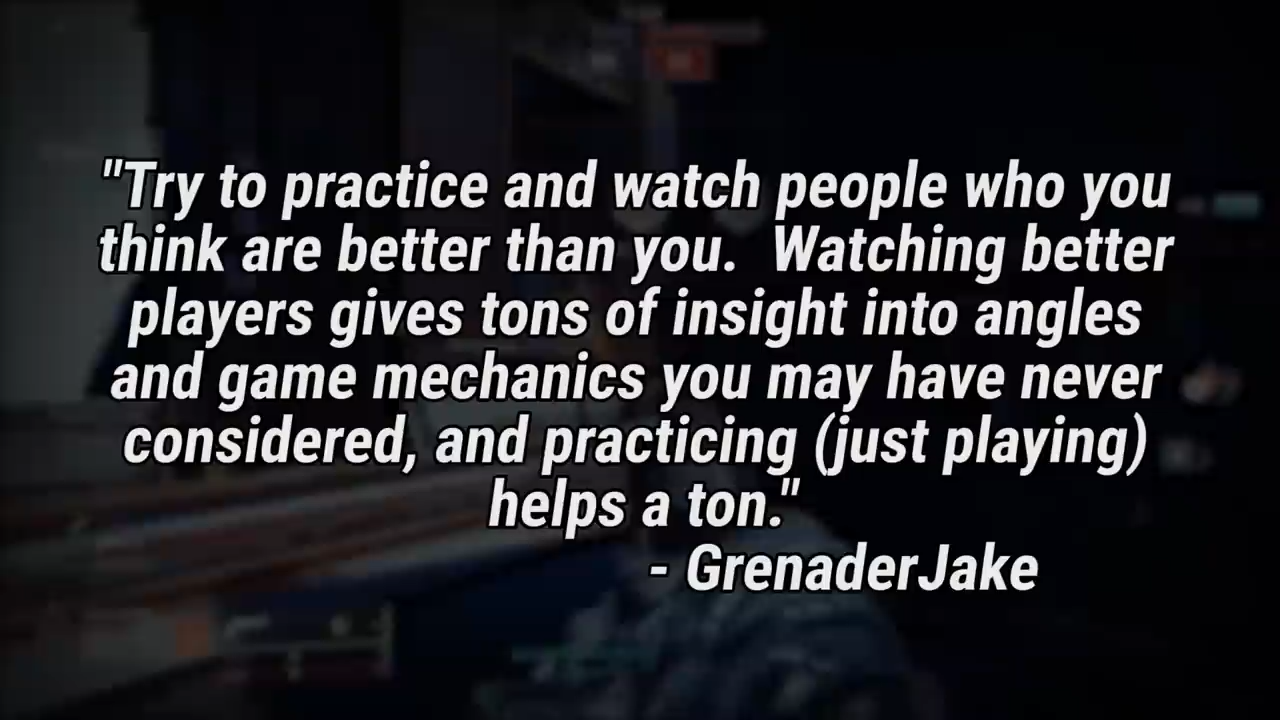 "Try to practice and watch people who you
think are better than you.  Watching better
players gives tons of insight into angles
and game mechanics you may have never
considered, and practicing (just playing)
helps a ton."
- GrenaderJake